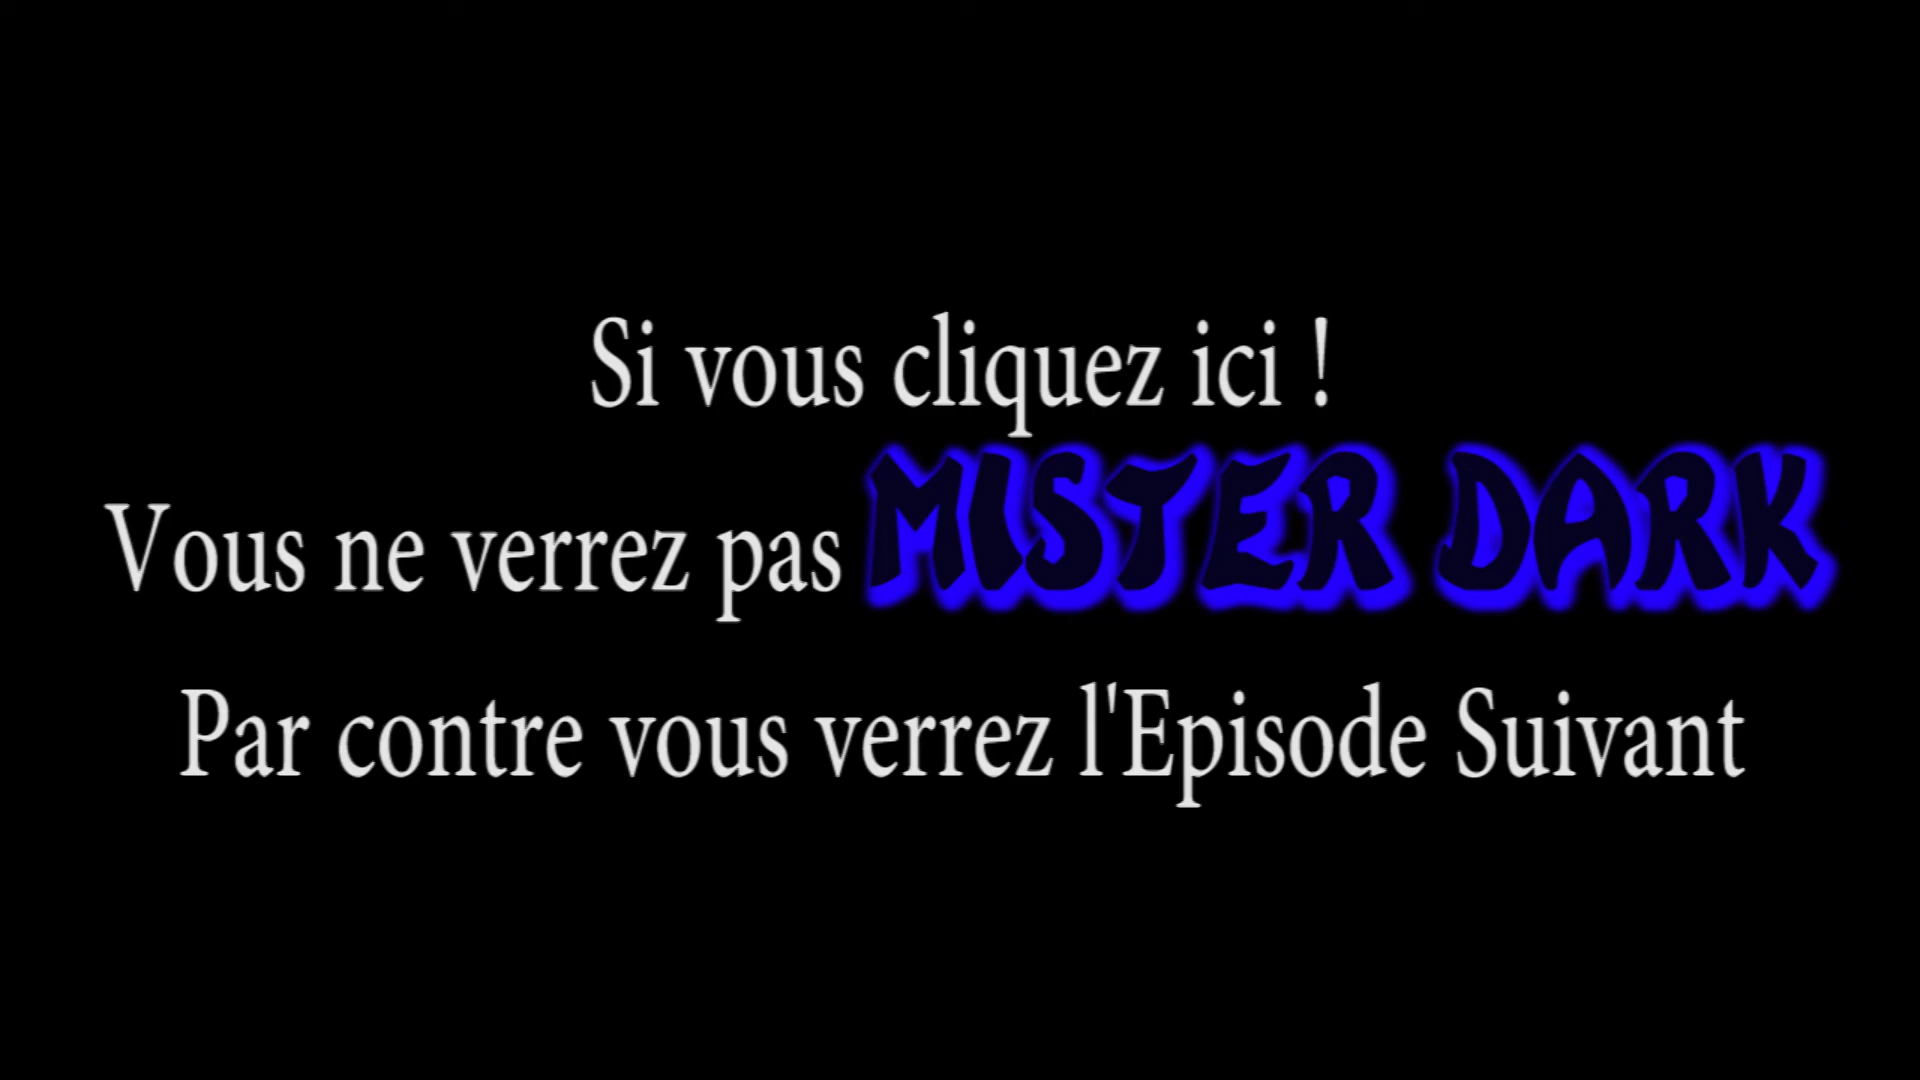 Si vous cliquez ici !
Vous ne verrez pas MISTER DARK
Par contre vous verrez l'Episode Suivant